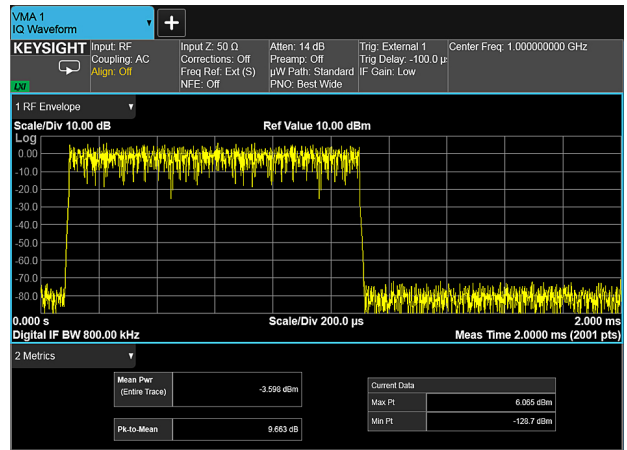 VMA 1
IQ Waveform
KEYSIGHT
Input: RF
Coupling: AC
Align: Off
Input Z: 50 Ω
Corrections: Off
Freq Ref: Ext (S)
NFE: Off
Atten: 14 dB
Preamp: Off
µW Path: Standard
PNO: Best Wide
Trig: External 1
Trig Delay: -100.0 µs
IF Gain: Low
Center Freq: 1.000000000 GHz
LXI
1 RF Envelope
Scale/Div 10.00 dB
Ref Value 10.00 dBm
Log
0.00
-10.0
-20.0
-30.0
-40.0
-50.0
-60.0
-70.0
-80.0
0.000 s
Scale/Div 200.0 µs
2.000 ms
Digital IF BW 800.00 kHz
Meas Time 2.0000 ms (2001 pts)
2 Metrics
Mean Pwr
(Entire Trace)
-3.598 dBm
Pk-to-Mean
9.663 dB
Current Data
Max Pt
6.065 dBm
Min Pt
-128.7 dBm